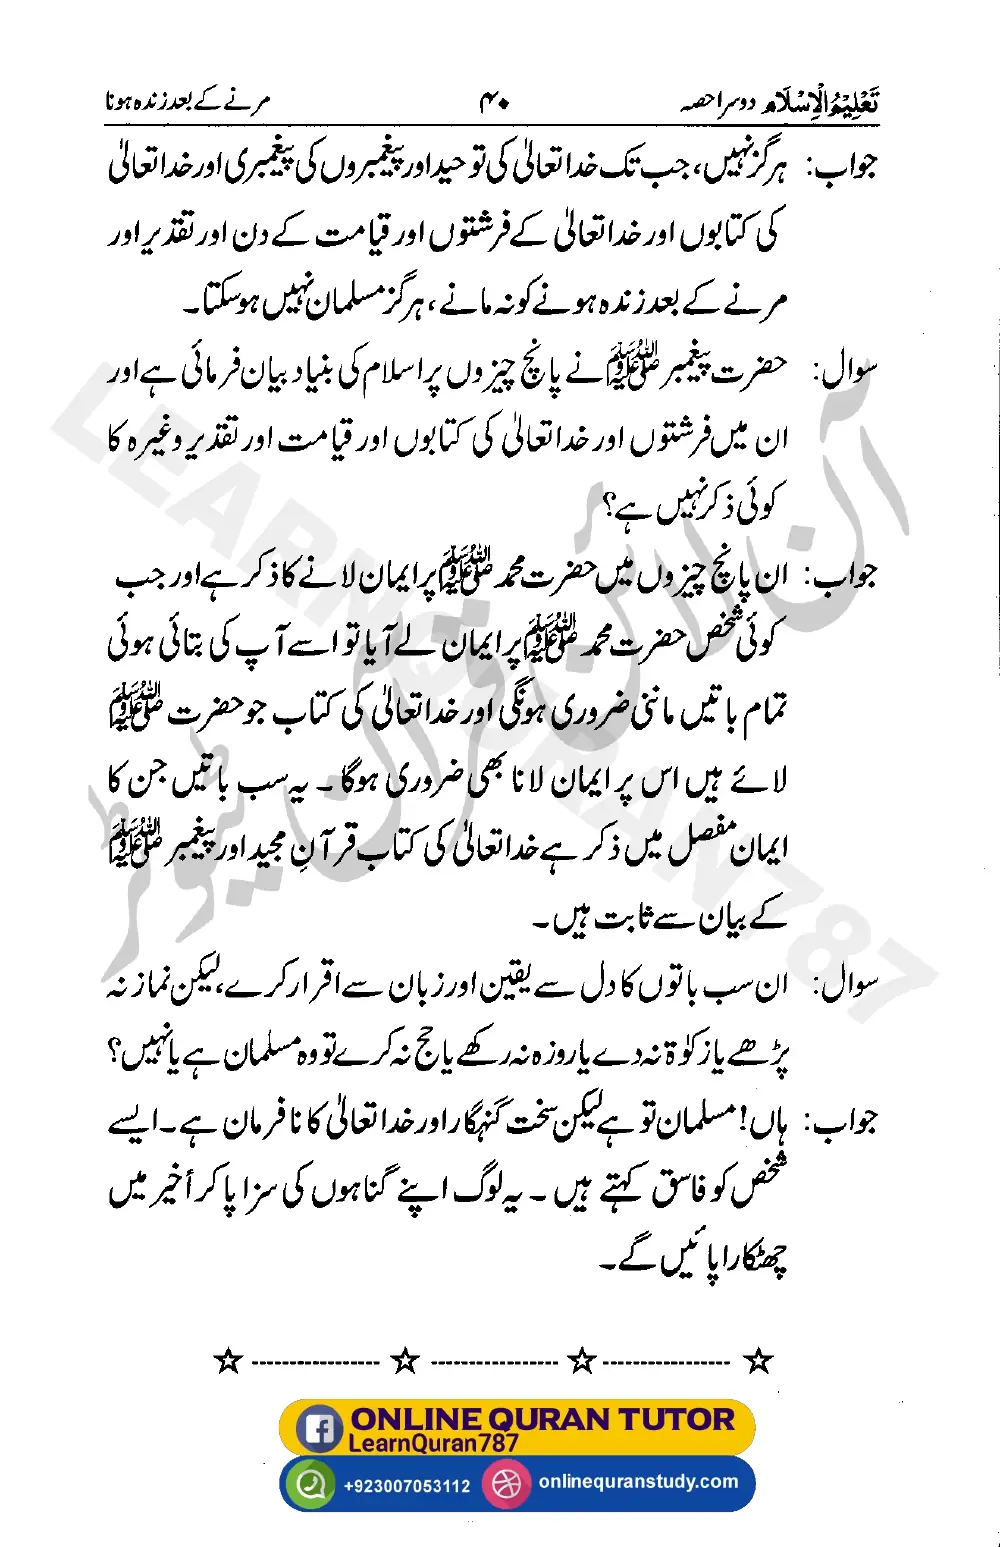 تَعْلِیْمُ الْاِسْلَام دوسرا حصہ ۴۰ مرنے کے بعد زندہ ہونا
جواب: ہرگز نہیں، جب تک خدا تعالیٰ کی توحید اور پیغمبروں کی پیغمبری اور خدا تعالیٰ
کی کتابوں اور خدا تعالیٰ کے فرشتوں اور قیامت کے دن اور تقدیر اور
مرنے کے بعد زندہ ہونے کو نہ مانے، ہرگز مسلمان نہیں ہوسکتا۔
سوال: حضرت پیغمبر ﷺ نے پانچ چیزوں پر اسلام کی بنیاد بیان فرمائی ہے اور
ان میں فرشتوں اور خدا تعالیٰ کی کتابوں اور قیامت اور تقدیر وغیرہ کا
کوئی ذکر نہیں ہے؟
جواب: ان پانچ چیزوں میں حضرت محمد ﷺ پر ایمان لانے کا ذکر ہے اور جب
کوئی شخص حضرت محمد ﷺ پر ایمان لے آیا تو اسے آپ کی بتائی ہوئی
تمام باتیں ماننی ضروری ہونگی اور خدا تعالیٰ کی کتاب جو حضرت ﷺ
لائے ہیں اس پر ایمان لانا بھی ضروری ہوگا۔ یہ سب باتیں جن کا
ایمان مفصل میں ذکر ہے خدا تعالیٰ کی کتاب قرآنِ مجید اور پیغمبر ﷺ
کے بیان سے ثابت ہیں۔
سوال: ان سب باتوں کا دل سے یقین اور زبان سے اقرار کرے، لیکن نماز نہ
پڑھے یا زکوٰۃ نہ دے یا روزہ نہ رکھے یا حج نہ کرے تو وہ مسلمان ہے یا نہیں؟
جواب: ہاں! مسلمان تو ہے لیکن سخت گنہگار اور خدا تعالیٰ کا نافرمان ہے۔ ایسے
شخص کو فاسق کہتے ہیں۔ یہ لوگ اپنے گناہوں کی سزا پا کر أخیر میں
چھٹکارا پائیں گے۔
LEARNQURAN787
آن لائن قرآن ٹیوٹر
ONLINE QURAN TUTOR
LearnQuran787
+923007053112 onlinequranstudy.com